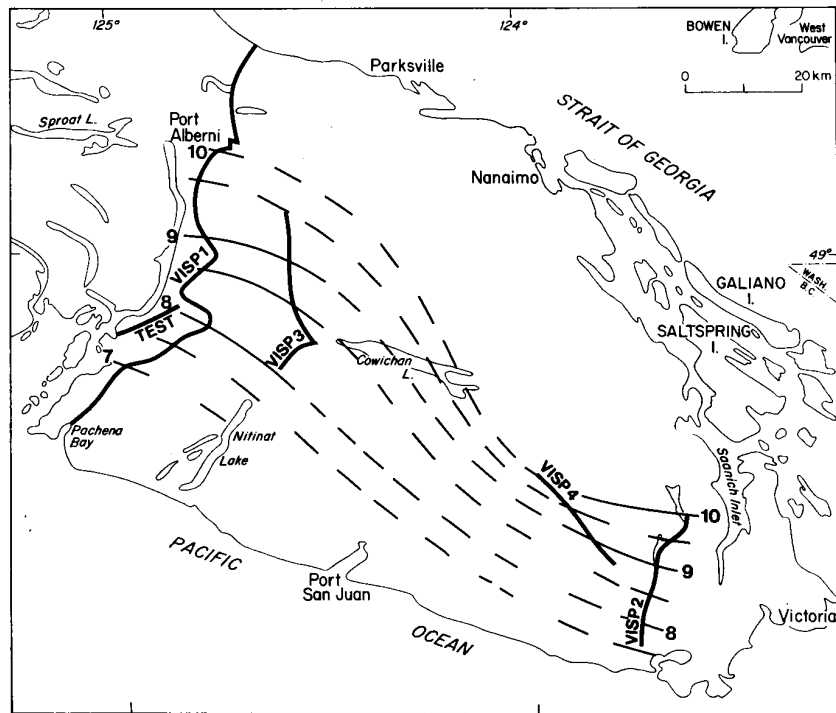 125°
124°
BOWEN
I.
West
Vancouver
0 20 km
Parksville
Sproat L.
Port
Alberni
10
STRAIT OF GEORGIA
Nanaimo
9
49°
WASH.
B.C.
VISP1
GALIANO
I.
8
TEST
SALTSPRING
I.
7
VISP3
Cowichan
L.
Pachena
Bay
Nitinat
Lake
Saanich Inlet
VISP4
10
PACIFIC
9
Port
San Juan
VISP2
8
Victoria
OCEAN